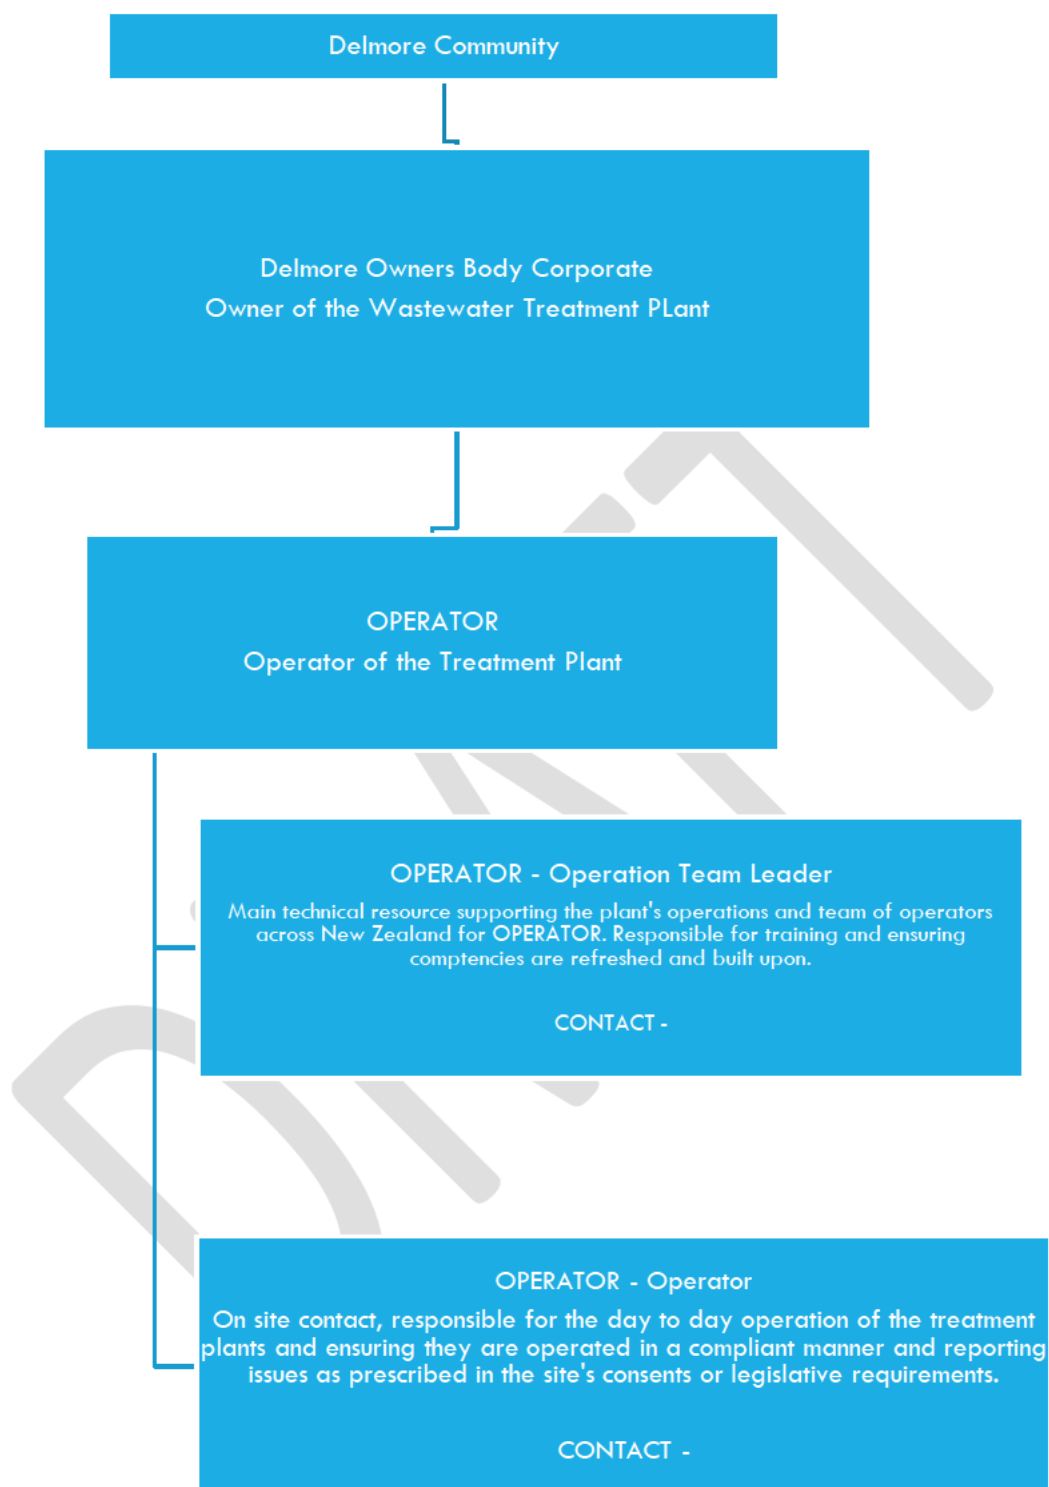 Delmore Community
Delmore Owners Body Corporate
Owner of the Wastewater Treatment PLant
OPERATOR
Operator of the Treatment Plant
OPERATOR - Operation Team Leader
Main technical resource supporting the plant's operations and team of operators
across New Zealand for OPERATOR. Responsible for training and ensuring
comptencies are refreshed and built upon.
CONTACT -
OPERATOR - Operator
On site contact, responsible for the day to day operation of the treatment
plants and ensuring they are operated in a compliant manner and reporting
issues as prescribed in the site's consents or legislative requirements.
CONTACT -
DRAFT